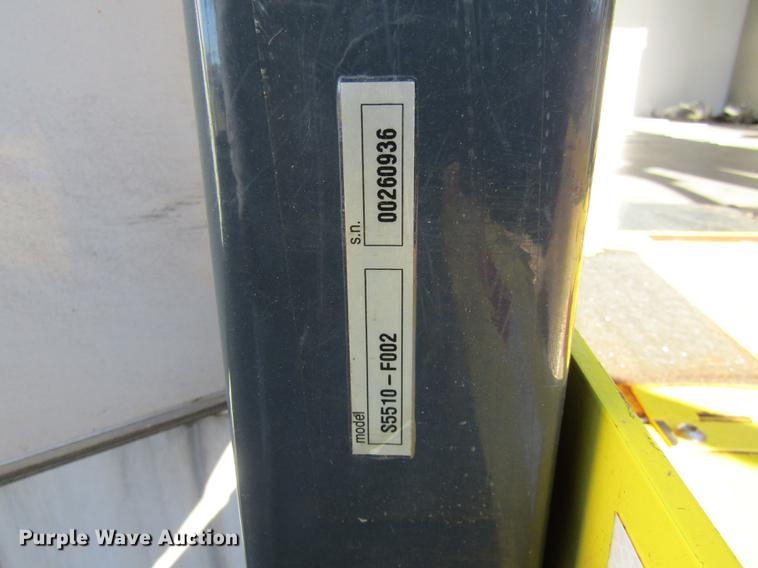 model
S5510-F002
s.n.
00260936
Purple Wave Auction